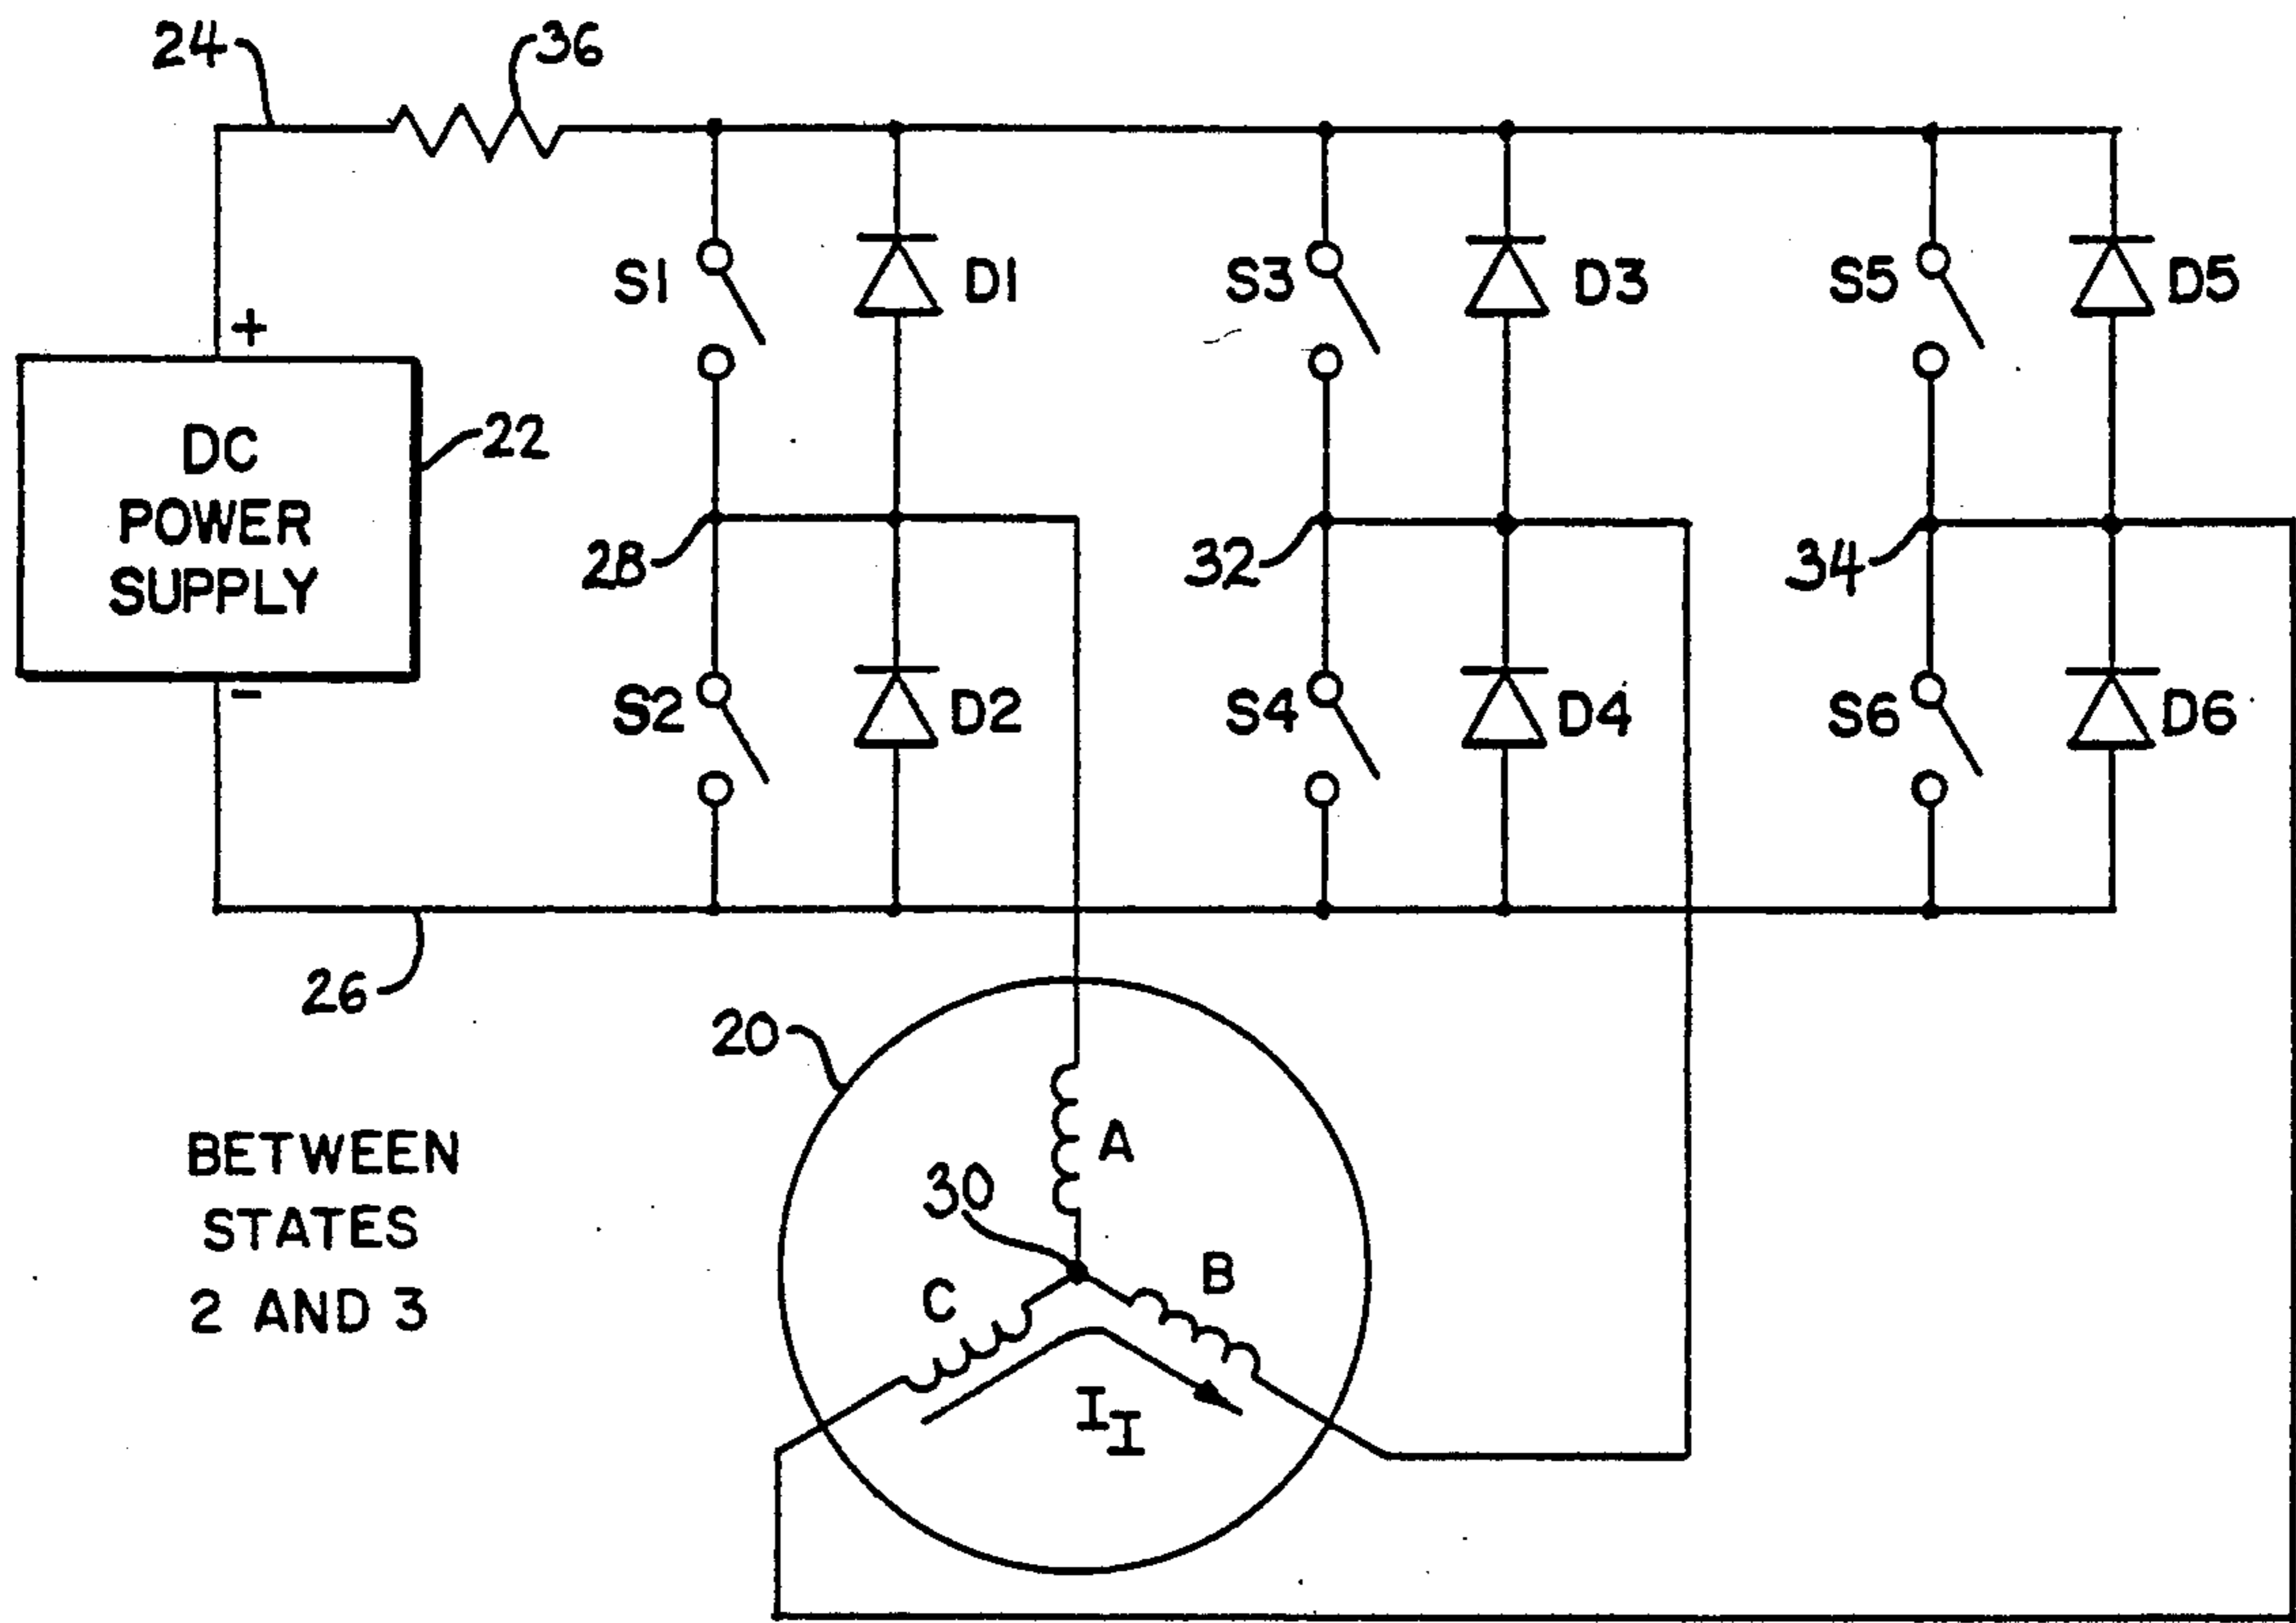 24
36
+
S1
D1
S3
D3
S5
D5
DC
POWER
SUPPLY
22
28
32
34
-
S2
D2
S4
D4
S6
D6
26
20
A
BETWEEN
STATES
2 AND 3
30
B
C
I I